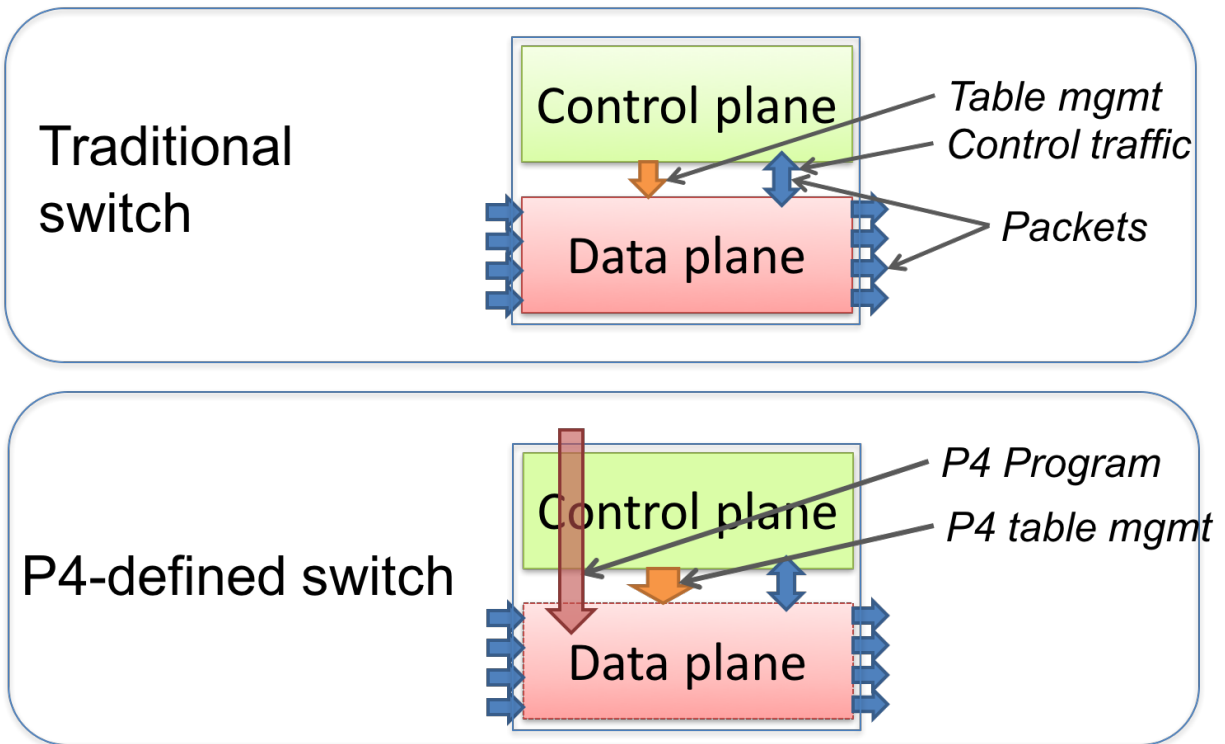 Traditional
switch
Control plane
Data plane
Table mgmt
Control traffic
Packets
P4-defined switch
Control plane
Data plane
P4 Program
P4 table mgmt